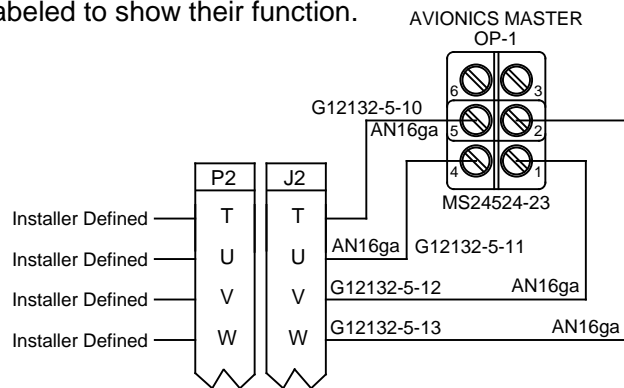 abeled to show their function.
AVIONICS MASTER
OP-1
6 3
G12132-5-10
AN16ga 5 2
4 1
P2 J2
MS24524-23
Installer Defined T T
AN16ga G12132-5-11
Installer Defined U U
G12132-5-12 AN16ga
Installer Defined V V
G12132-5-13 AN16ga
Installer Defined W W